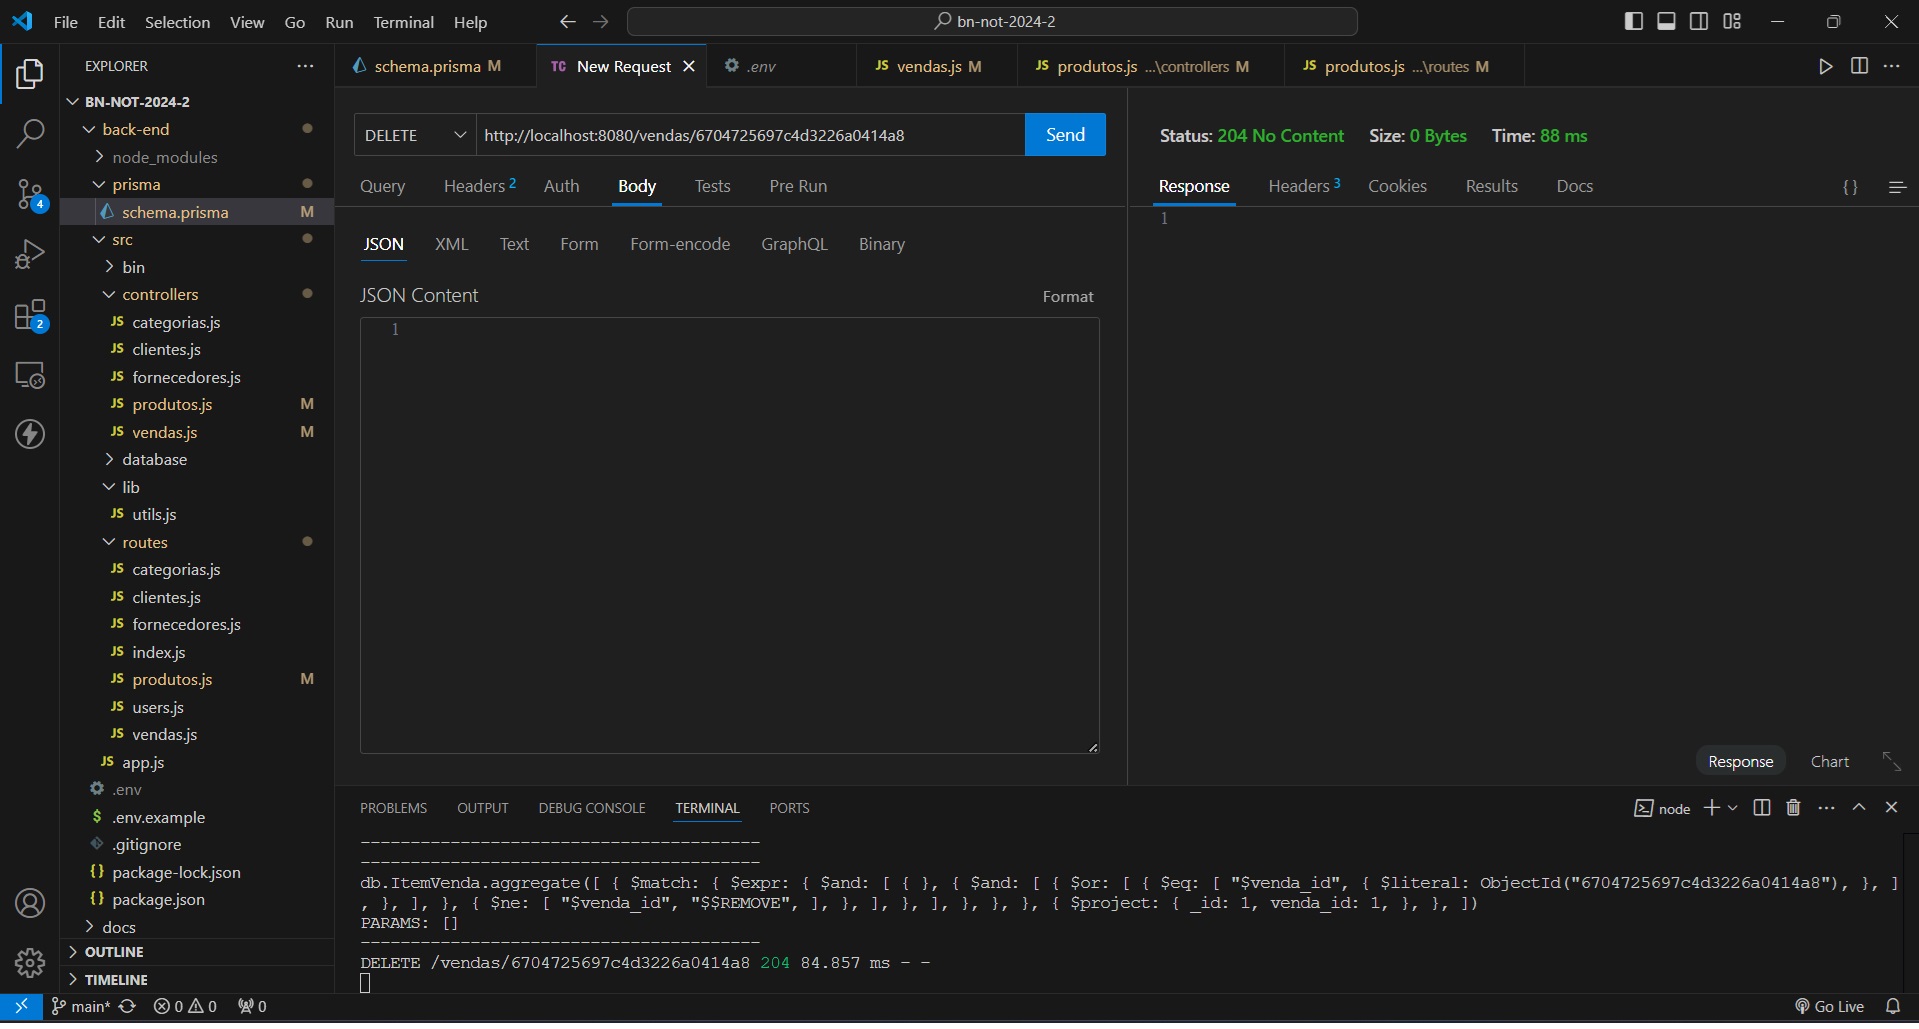 File Edit Selection View Go Run Terminal Help
bn-not-2024-2
EXPLORER
BN-NOT-2024-2
back-end
node_modules
prisma
schema.prisma M
src
bin
controllers
JS categorias.js
JS clientes.js
JS fornecedores.js
JS produtos.js M
JS vendas.js M
database
lib
JS utils.js
routes
JS categorias.js
JS clientes.js
JS fornecedores.js
JS index.js
JS produtos.js M
JS users.js
JS vendas.js
JS app.js
.env
$ .env.example
.gitignore
{} package-lock.json
{} package.json
docs
OUTLINE
TIMELINE
4
2
schema.prisma M
TC New Request
.env
JS vendas.js M
JS produtos.js ...\controllers M
JS produtos.js ...\routes M
DELETE http://localhost:8080/vendas/6704725697c4d3226a0414a8 Send
Query Headers 2 Auth Body Tests Pre Run
JSON XML Text Form Form-encode GraphQL Binary
JSON Content Format
1
Status: 204 No Content Size: 0 Bytes Time: 88 ms
Response Headers 3 Cookies Results Docs {}
1
Response Chart
PROBLEMS OUTPUT DEBUG CONSOLE TERMINAL PORTS
node
----------------------------------------
----------------------------------------
db.ItemVenda.aggregate([ { $match: { $expr: { $and: [ { }, { $and: [ { $or: [ { $eq: [ "$venda_id", { $literal: ObjectId("6704725697c4d3226a0414a8"), }, ]
, }, ], }, { $ne: [ "$venda_id", "$$REMOVE", ], }, ], }, ], }, }, }, { $project: { _id: 1, venda_id: 1, }, }, ])
PARAMS: []
----------------------------------------
DELETE /vendas/6704725697c4d3226a0414a8 204 84.857 ms - -
main* 0 0 0
Go Live